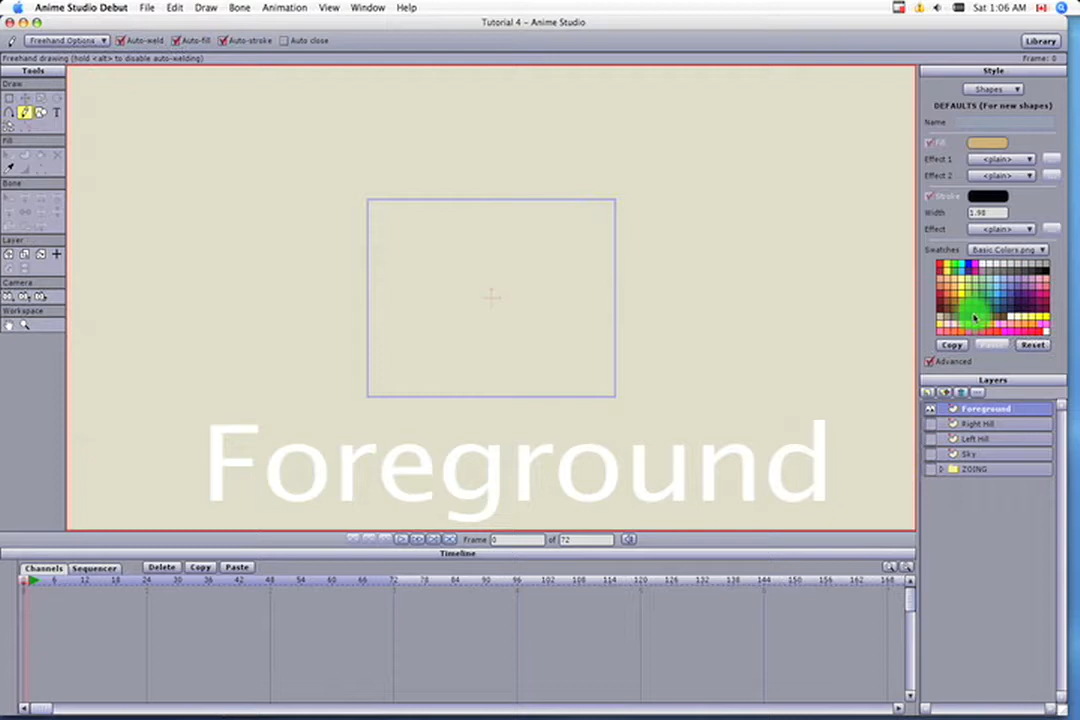 Anime Studio Debut File Edit Draw Bone Animation View Window Help Sat 1:06 AM
Tutorial 4 - Anime Studio
Freehand Options Auto-weld Auto-fill Auto-stroke Auto close Library
Freehand drawing (hold <alt> to disable auto-welding) Frame: 0
Tools Style
Draw
Shapes
DEFAULTS (For new shapes)
Name
Fill
Fill
Effect 1 <plain>
Effect 2 <plain>
Bone
Stroke
Width 1.98
Effect <plain>
Layer
Swatches Basic Colors.png
Camera
Workspace
Copy Reset
Advanced
Layers
Foreground
Right Hill
Left Hill
Sky
ZOING
Foreground
Frame 0 of 72
Timeline
Channels Sequencer Delete Copy Paste
6 12 18 24 30 36 42 48 54 60 66 72 78 84 90 96 102 108 114 120 126 132 138 144 150 156 162 168